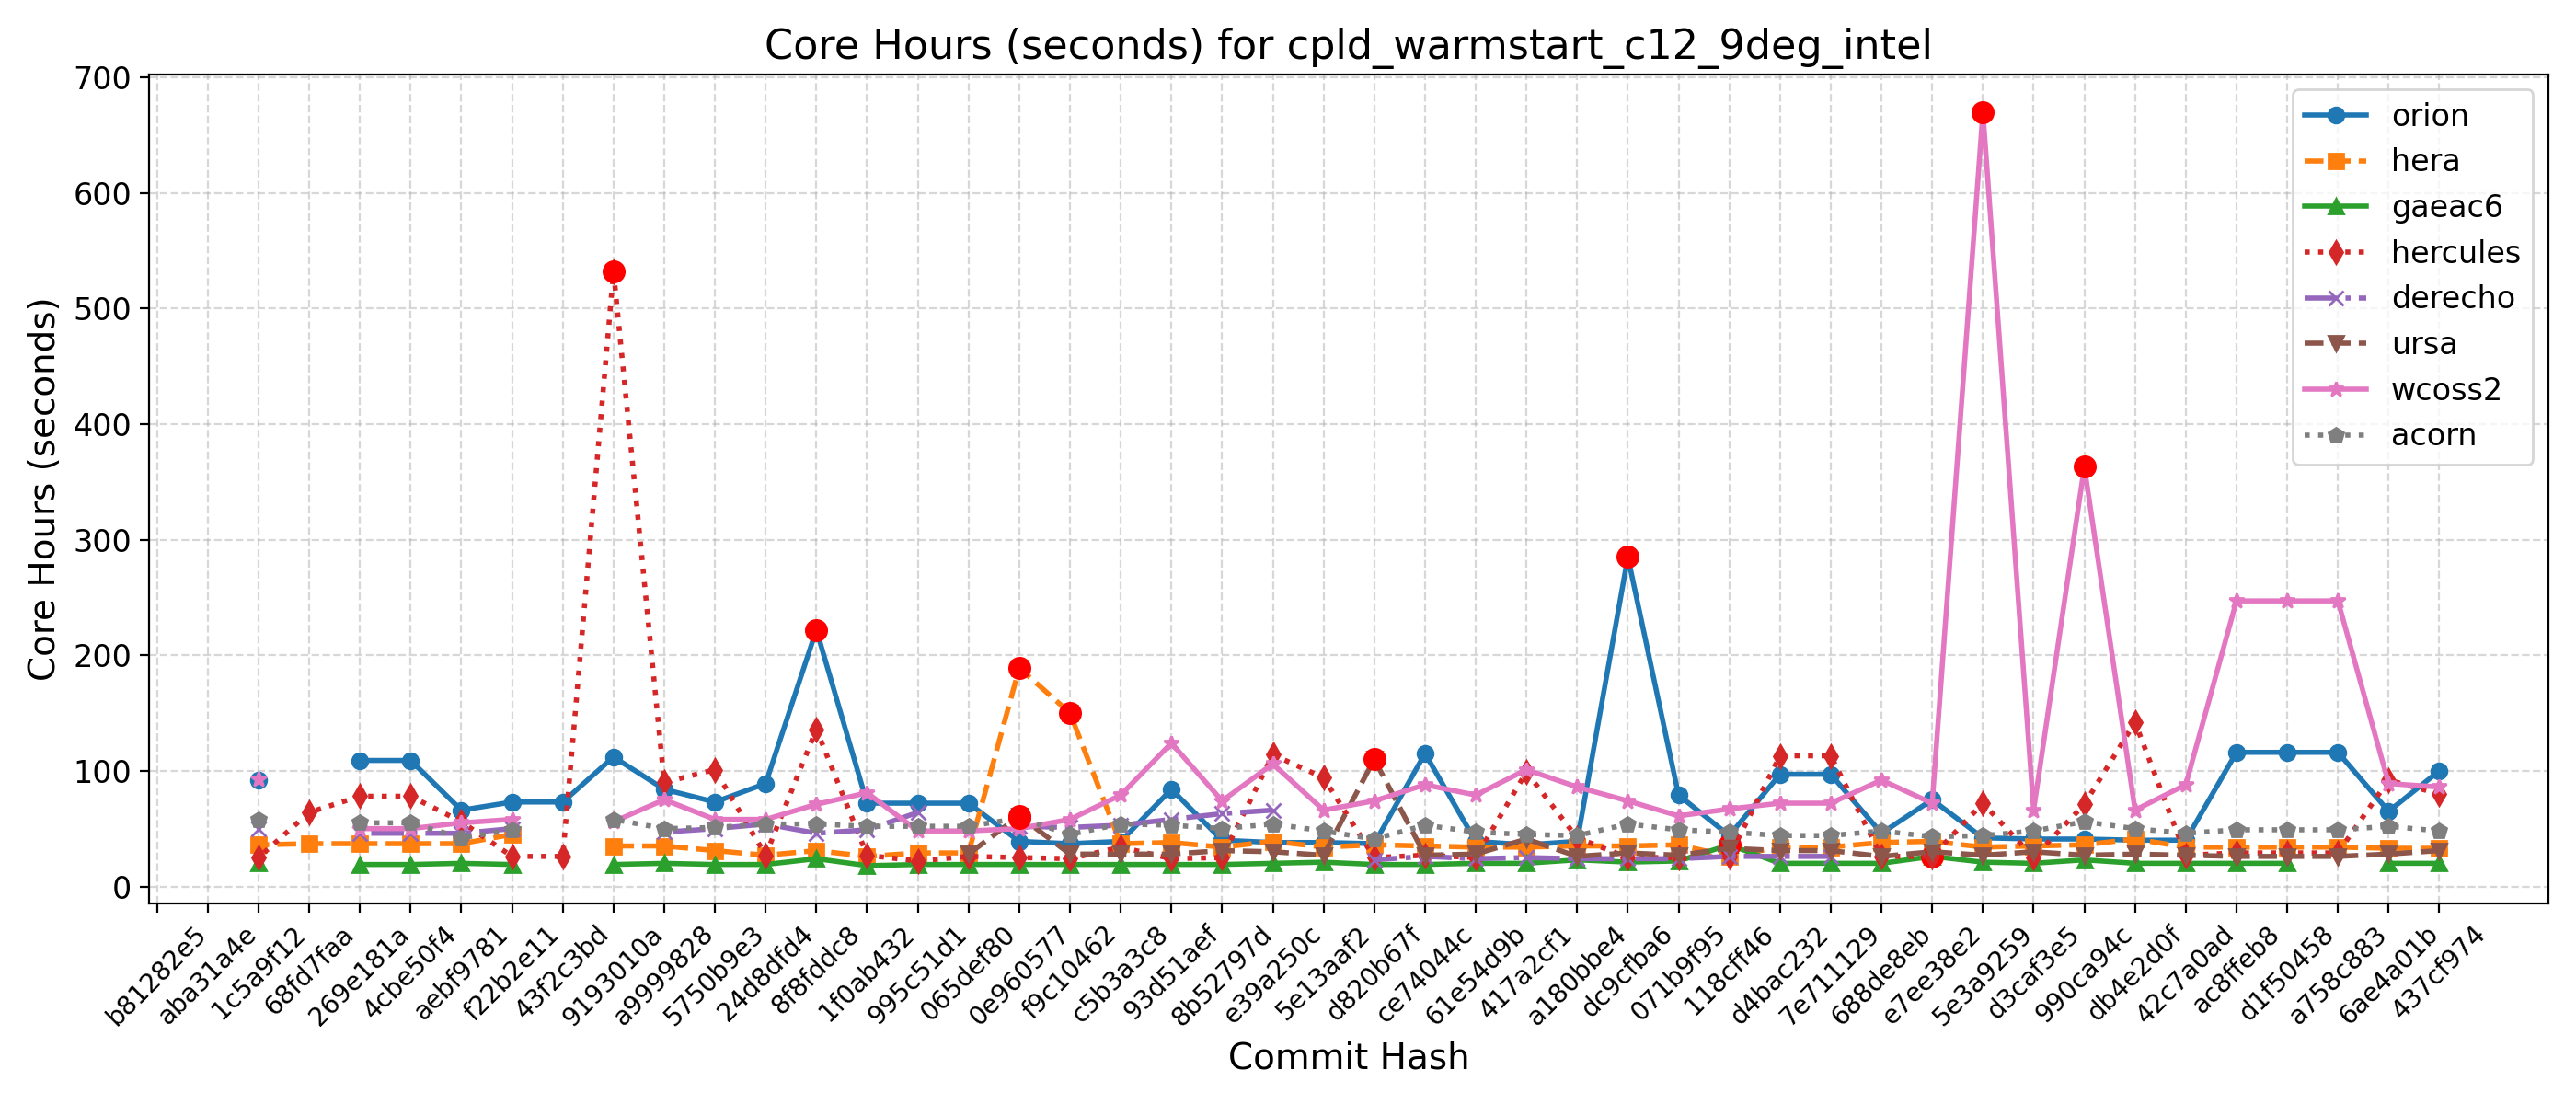 Core Hours (seconds) for cpld_warmstart_c12_9deg_intel
Core Hours (seconds)
700
600
500
400
300
200
100
0
orion
hera
gaeac6
hercules
derecho
ursa
wcoss2
acorn
b81282e5
aba31a4e
1c5a9f12
68fd7faa
269e181a
4cbe50f4
aebf9781
f22b2e11
43f2c3bd
9193010a
a9999828
5750b9e3
24d8dfd4
8f8fddc8
1f0ab432
995c51d1
065def80
0e960577
f9c10462
c5b3a3c8
93d51aef
8b52797d
e39a250c
5e13aaf2
d820b67f
ce74044c
61e54d9b
417a2cf1
a180bbe4
dc9cfba6
071b9f95
118cff46
d4bac232
7e711129
688de8eb
e7ee38e2
5e3a9259
d3caf3e5
990ca94c
db4e2d0f
42c7a0ad
ac8ffeb8
d1f50458
a758c883
6ae4a01b
437cf974
Commit Hash